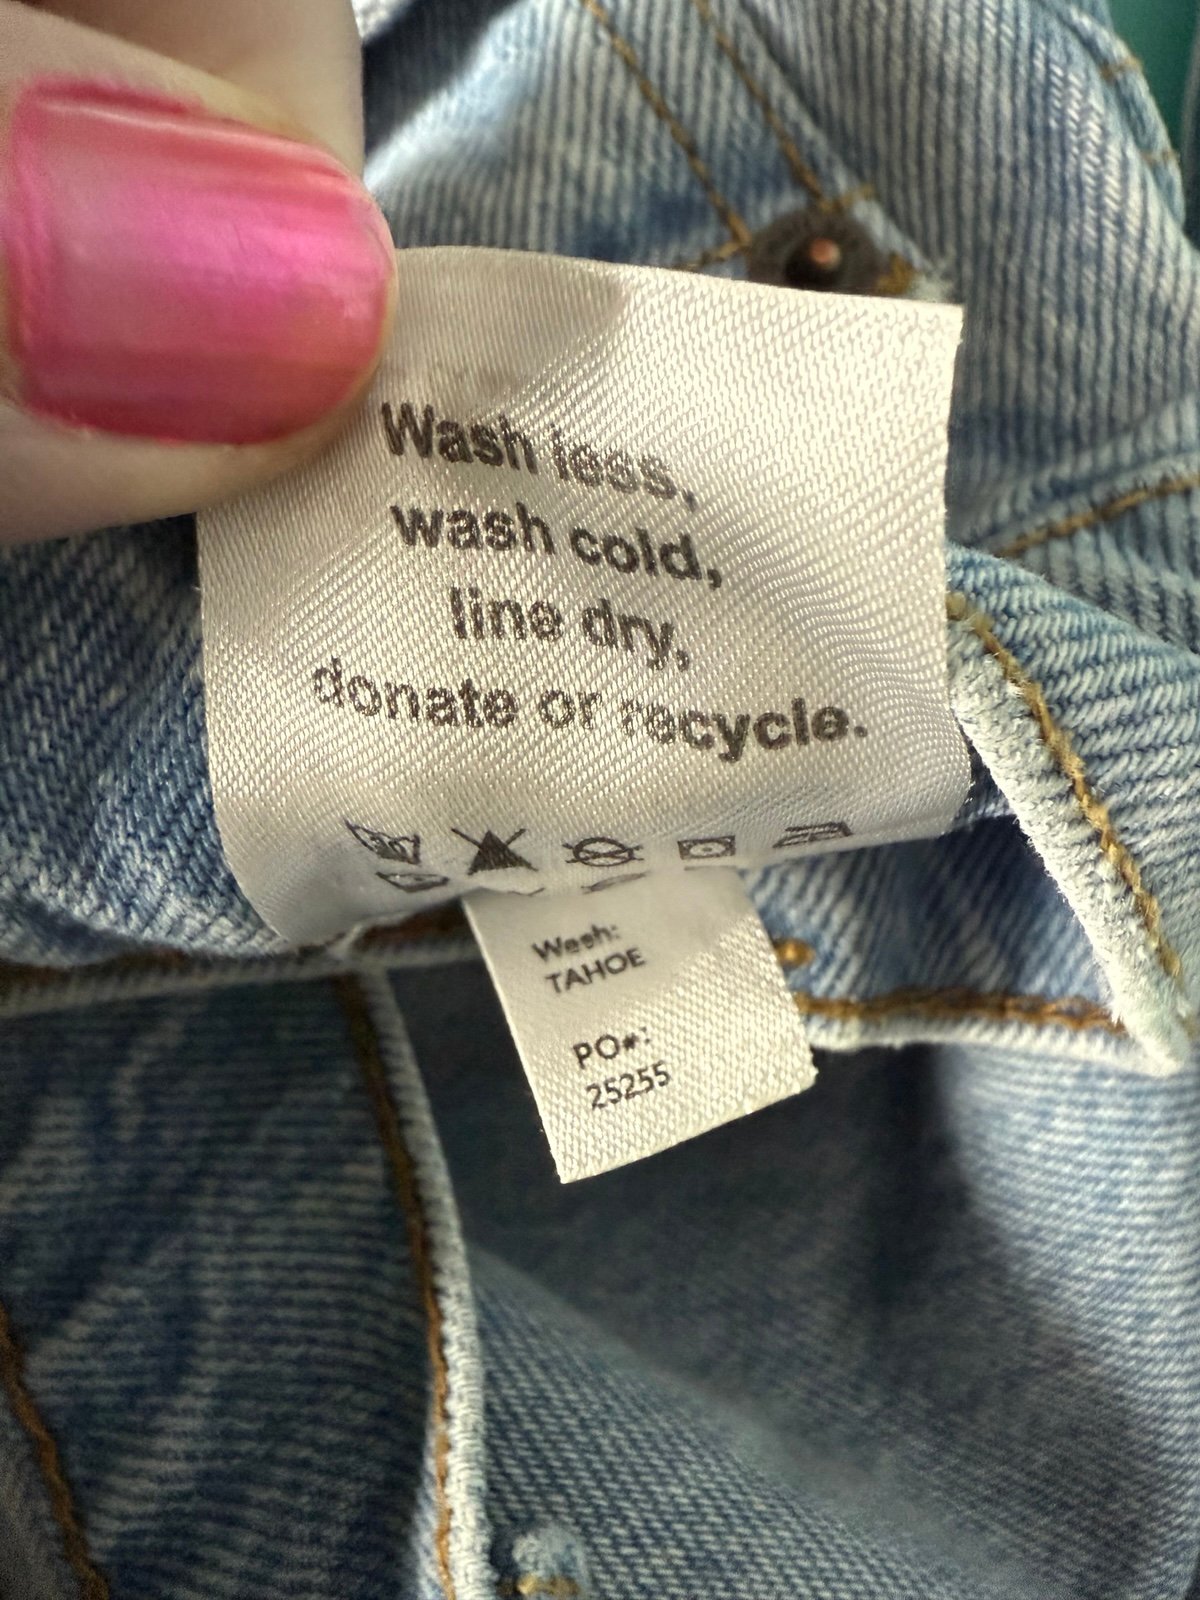 Wash less,
wash cold,
line dry,
donate or recycle.
Wash:
TAHOE
PO#:
25255